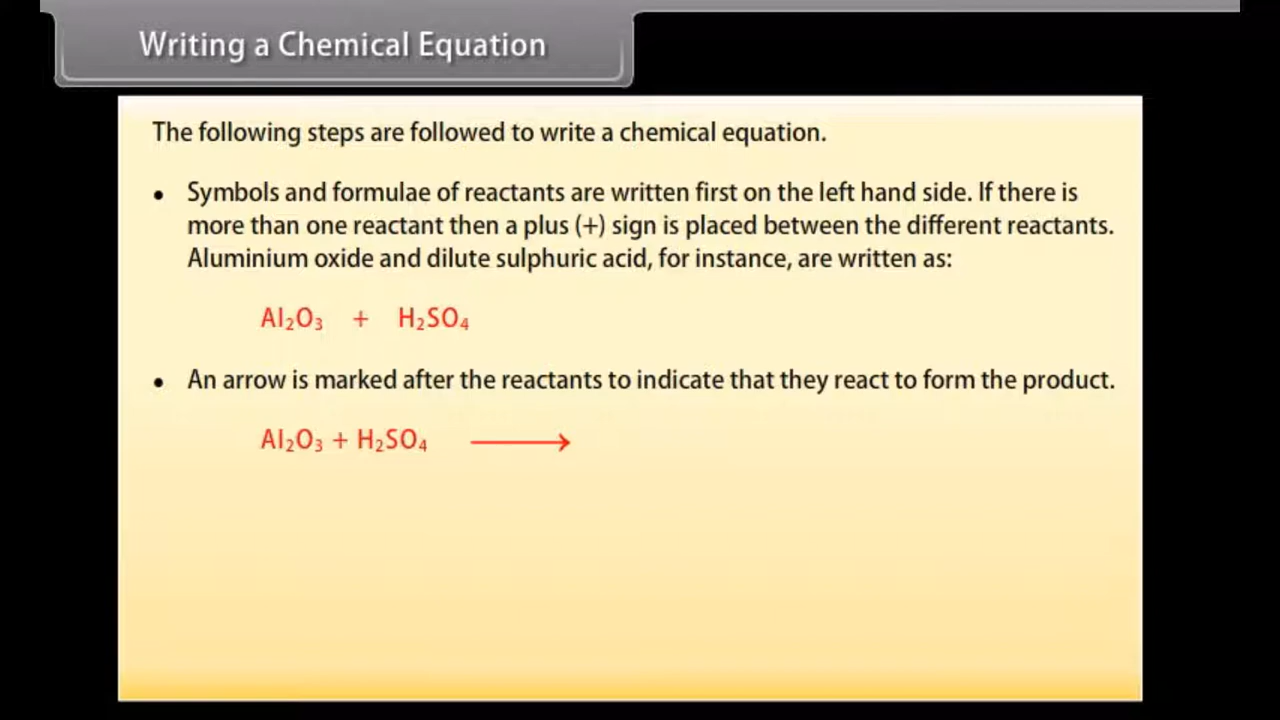 Writing a Chemical Equation
The following steps are followed to write a chemical equation.
• Symbols and formulae of reactants are written first on the left hand side. If there is
more than one reactant then a plus (+) sign is placed between the different reactants.
Aluminium oxide and dilute sulphuric acid, for instance, are written as:
Al₂O₃ + H₂SO₄
• An arrow is marked after the reactants to indicate that they react to form the product.
Al₂O₃ + H₂SO₄ ⟶